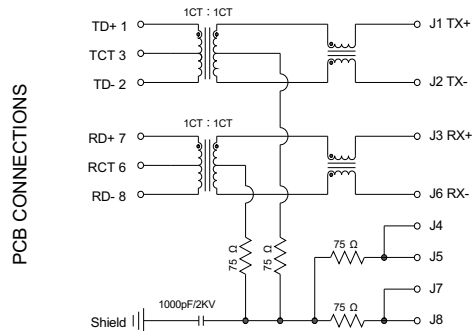 PCB CONNECTIONS
1CT : 1CT
TD+ 1
TCT 3
TD- 2
J1 TX+
J2 TX-
1CT : 1CT
RD+ 7
RCT 6
RD- 8
J3 RX+
J6 RX-
75 Ω
75 Ω
75 Ω
J4
J5
J7
1000pF/2KV
75 Ω
Shield
J8